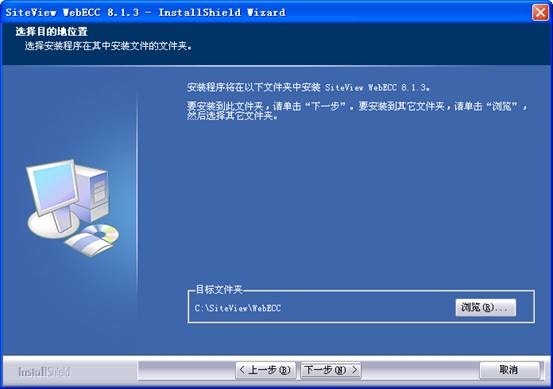 SiteView WebECC 8.1.3 - InstallShield Wizard
选择目的地位置
选择安装程序在其中安装文件的文件夹。
安装程序将在以下文件夹中安装 SiteView WebECC 8.1.3。
要安装到此文件夹，请单击“下一步”。要安装到其它文件夹，请单击“浏览”，
然后选择其它文件夹。
目标文件夹
C:\SiteView\WebECC
浏览(R)...
InstallShield
< 上一步(B)
下一步(N) >
取消